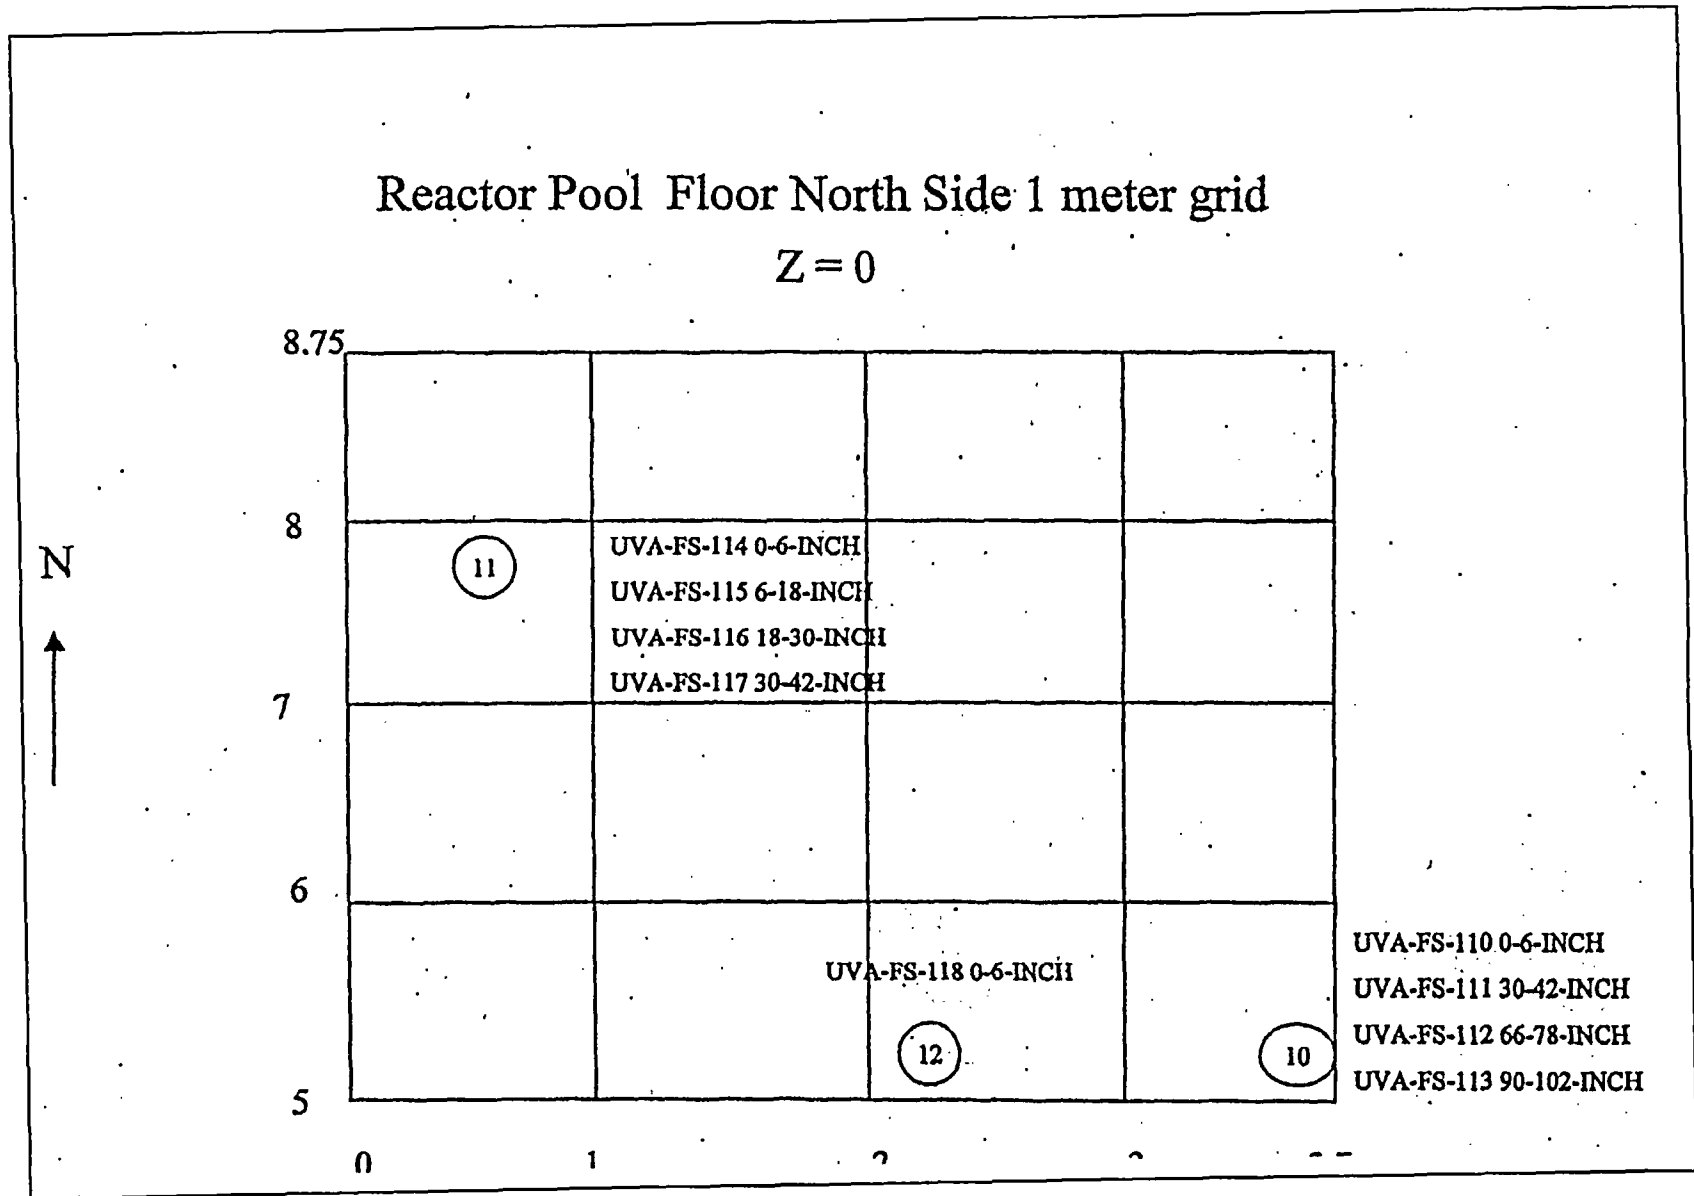 Reactor Pool Floor North Side 1 meter grid
Z = 0
8.75
8
N
11
UVA-FS-114 0-6-INCH
UVA-FS-115 6-18-INCH
UVA-FS-116 18-30-INCH
UVA-FS-117 30-42-INCH
7
6
UVA-FS-118 0-6-INCH
UVA-FS-110 0-6-INCH
UVA-FS-111 30-42-INCH
UVA-FS-112 66-78-INCH
UVA-FS-113 90-102-INCH
12
10
5
0 1 2